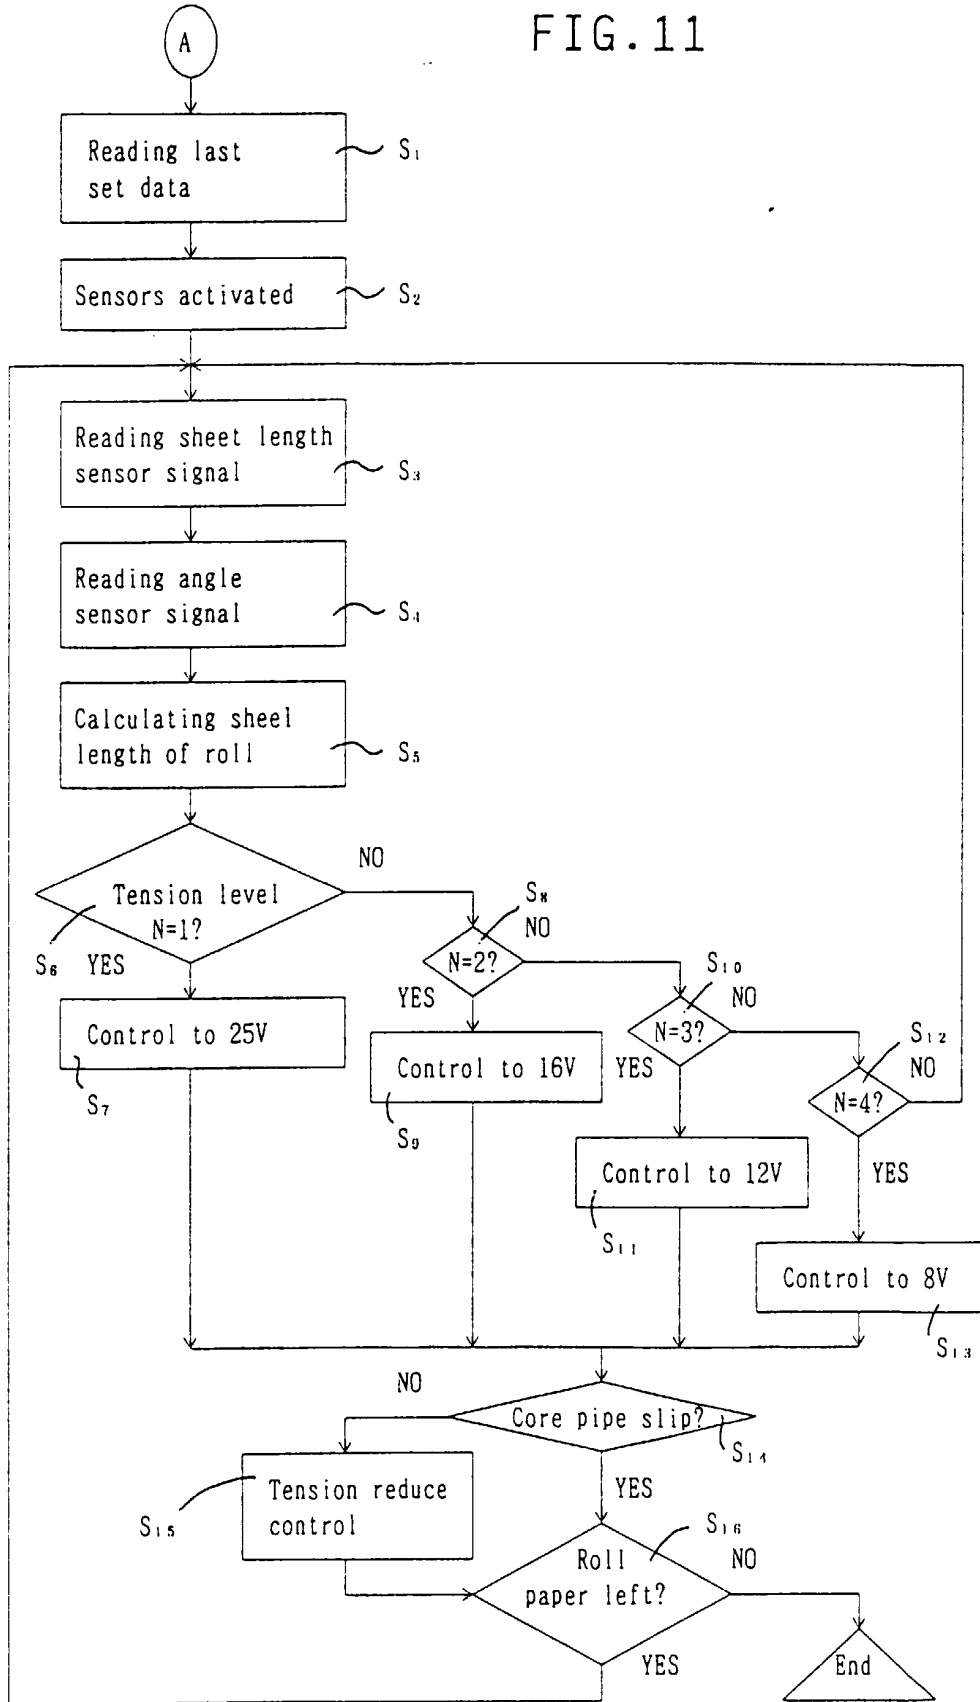 FIG.11
A
Reading last
set data
S₁
Sensors activated
S₂
Reading sheet length
sensor signal
S₃
Reading angle
sensor signal
S₄
Calculating sheel
length of roll
S₅
Tension level
N=1?
NO
S₆
YES
S₈
NO
N=2?
YES
S₁₀
NO
N=3?
YES
S₁₂
NO
N=4?
YES
Control to 25V
S₇
Control to 16V
S₉
Control to 12V
S₁₁
Control to 8V
S₁₃
NO
Core pipe slip?
S₁₄
YES
Tension reduce
control
S₁₅
S₁₆
Roll
paper left?
NO
YES
End